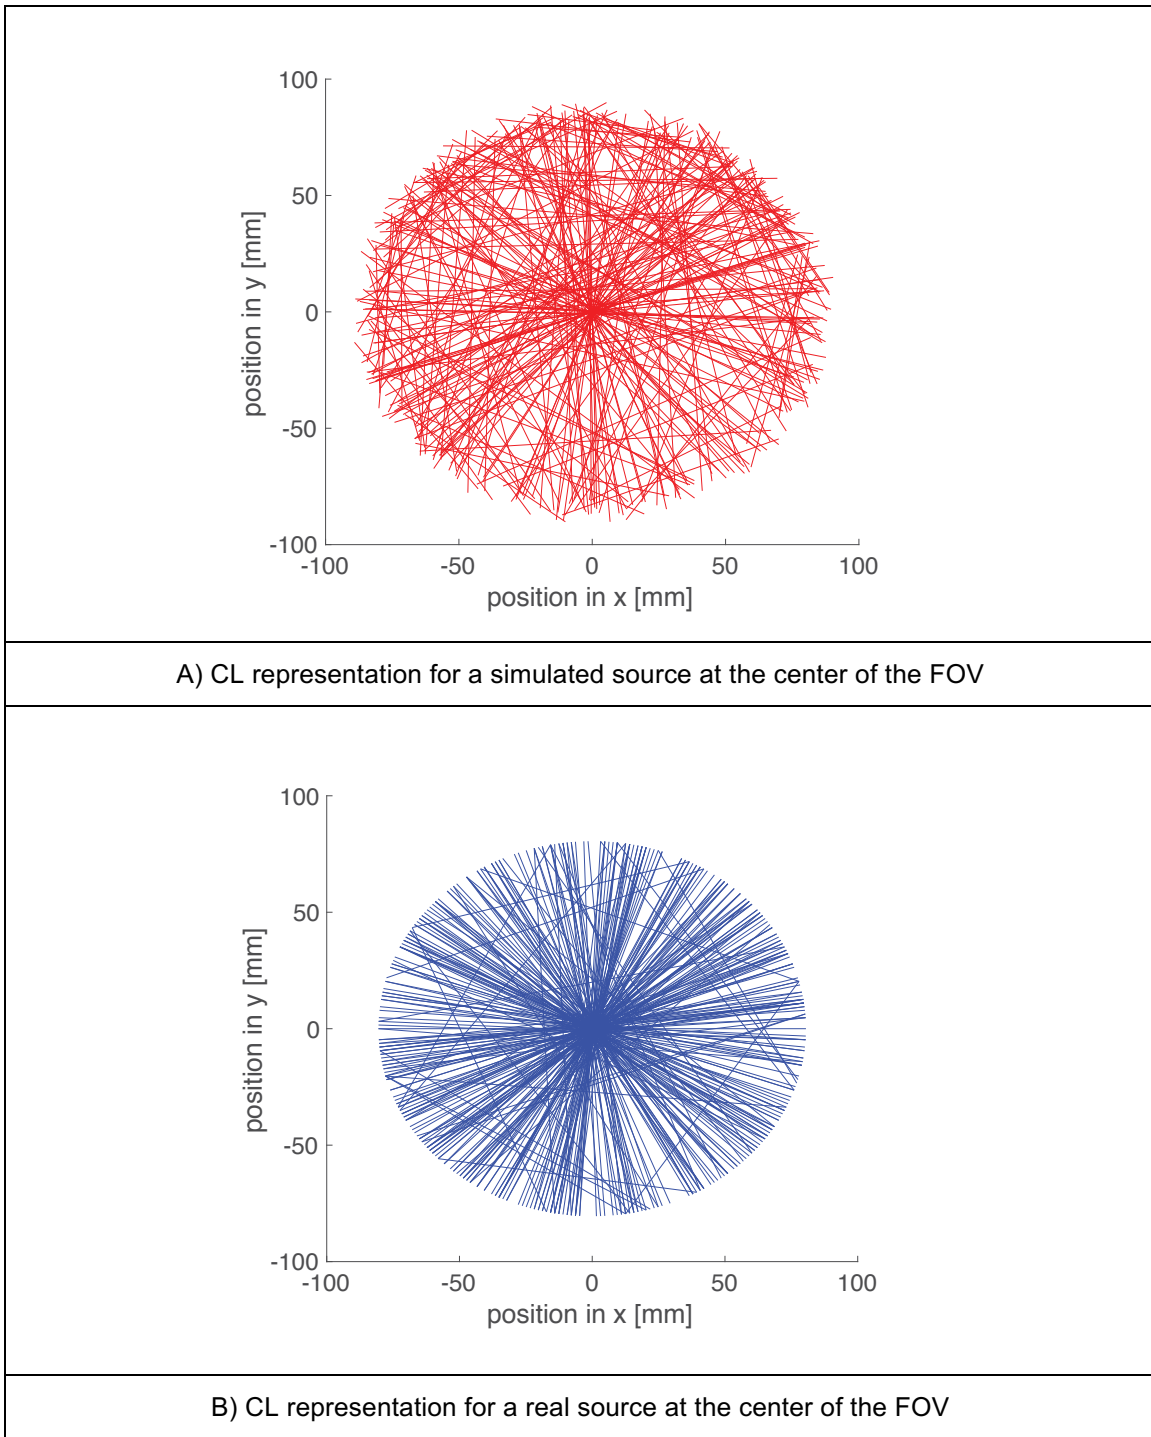 100
50
0
-50
-100
position in y [mm]
-100 -50 0 50 100
position in x [mm]
A) CL representation for a simulated source at the center of the FOV
100
50
0
-50
-100
position in y [mm]
-100 -50 0 50 100
position in x [mm]
B) CL representation for a real source at the center of the FOV